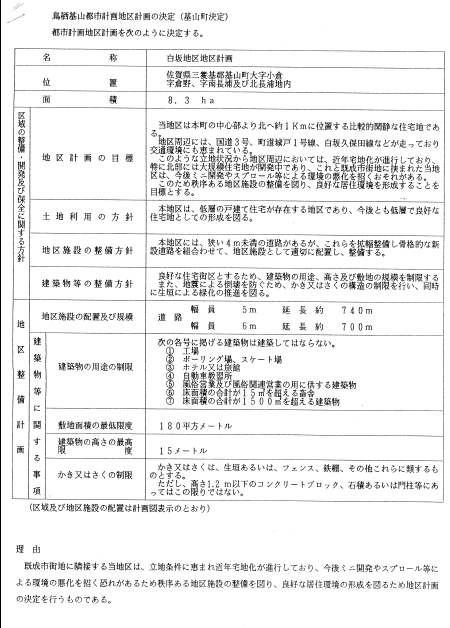 鳥栖基山都市計画地区計画の決定(基山町決定)
都市計画地区計画を次のように決定する。
名 称 白坂地区地区計画
位 置 佐賀県三養基郡基山町大字小倉
字倉野、字南長浦及び北長浦地内
面 積 8.3 ha
区域の整備・開発及び保全に関する方針
地区計画の目標
当地区は本町の中心部より北へ約1Kmに位置する比較的閑静な住宅地であ
る。
地区周辺には、国道3号、町道城戸1号線、白坂久保田線などが走っており
交通環境にも恵まれている。
このような立地状況から地区周辺においては、近年宅地化が進行しており、
特に北部には大規模住宅地が開発中であり、これと既成市街地に挟まれた当地
区は、今後ミニ開発やスプロール等による環境の悪化を招くおそれがある。
このため秩序ある地区施設の整備を図り、良好な居住環境を形成することを
目標とする。
土地利用の方針
本地区は、低層の戸建て住宅が存在する地区であり、今後とも低層で良好な
住宅地としての形成を図る。
地区施設の整備方針
本地区には、狭い4m未満の道路があるが、これらを拡幅整備し骨格的な新
設道路を組合わせて、地区施設として適切に配置し、整備する。
建築物等の整備方針
良好な住宅街区とするため、建築物の用途、高さ及び敷地の規模を制限する
また、地震による倒壊を防ぐため、かき又はさくの構造の制限を行い、同時
に生垣による緑化の推進を図る。
地区整備計画
地区施設の配置及び規模
道路 幅員 5m 延長約 740m
幅員 6m 延長約 700m
建築物等に関する事項
建築物の用途の制限
次の各号に掲げる建築物は建築してはならない。
① 工場
② ボーリング場、スケート場
③ ホテル又は旅館
④ 自動車教習所
⑤ 風俗営業及び風俗関連営業の用に供する建築物
⑥ 床面積の合計が15㎡を超える畜舎
⑦ 床面積の合計が1500㎡を超える建築物
敷地面積の最低限度 180平方メートル
建築物の高さの最高
限度 15メートル
かき又はさくの制限
かき又はさくは、生垣あるいは、フェンス、鉄柵、その他これらに類するも
のとする。
ただし、高さ1.2m以下のコンクリートブロック、石積あるいは門柱等にあ
ってはこの限りではない。
(区域及び地区施設の配置は計画図表示のとおり)
理 由
既成市街地に隣接する当地区は、立地条件に恵まれ近年宅地化が進行しており、今後ミニ開発やスプロール等に
よる環境の悪化を招く恐れがあるため秩序ある地区施設の整備を図り、良好な居住環境の形成を図るため地区計画
の決定を行うものである。